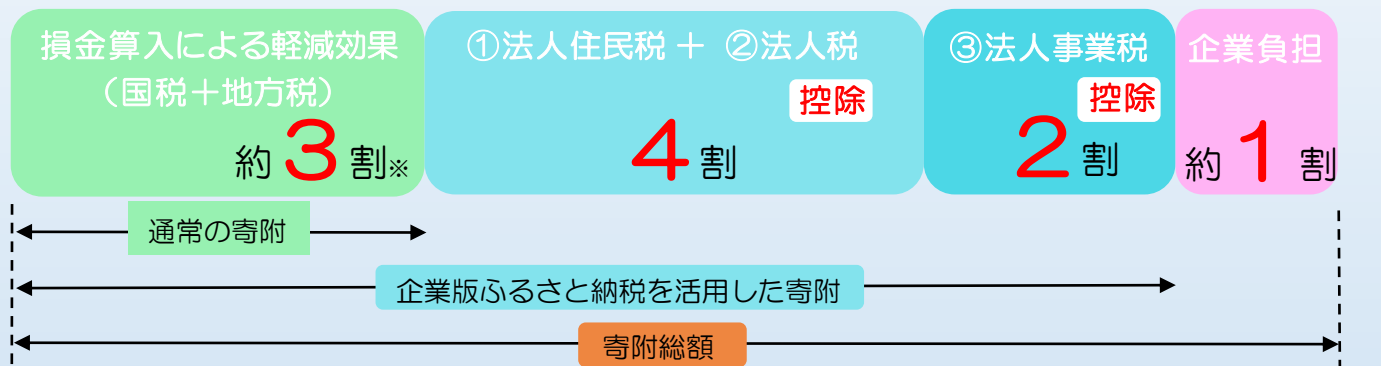 損金算入による軽減効果
（国税＋地方税）
約 3 割※
①法人住民税 ＋ ②法人税
控除
4 割
③法人事業税
控除
2 割
企業負担
約 1 割
通常の寄附
企業版ふるさと納税を活用した寄附
寄附総額